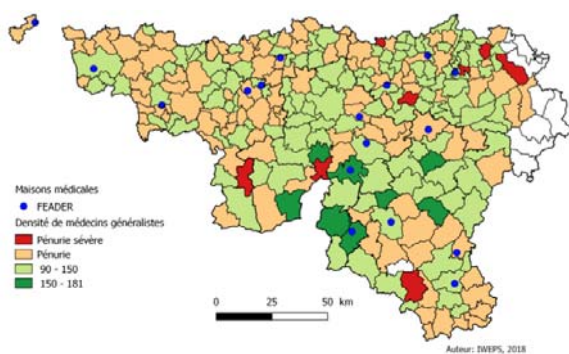 Maisons médicales
FEADER
Densité de médecins généralistes
Pénurie sévère
Pénurie
90 - 150
150 - 181
0 25 50 km
Auteur: IWEPS, 2018